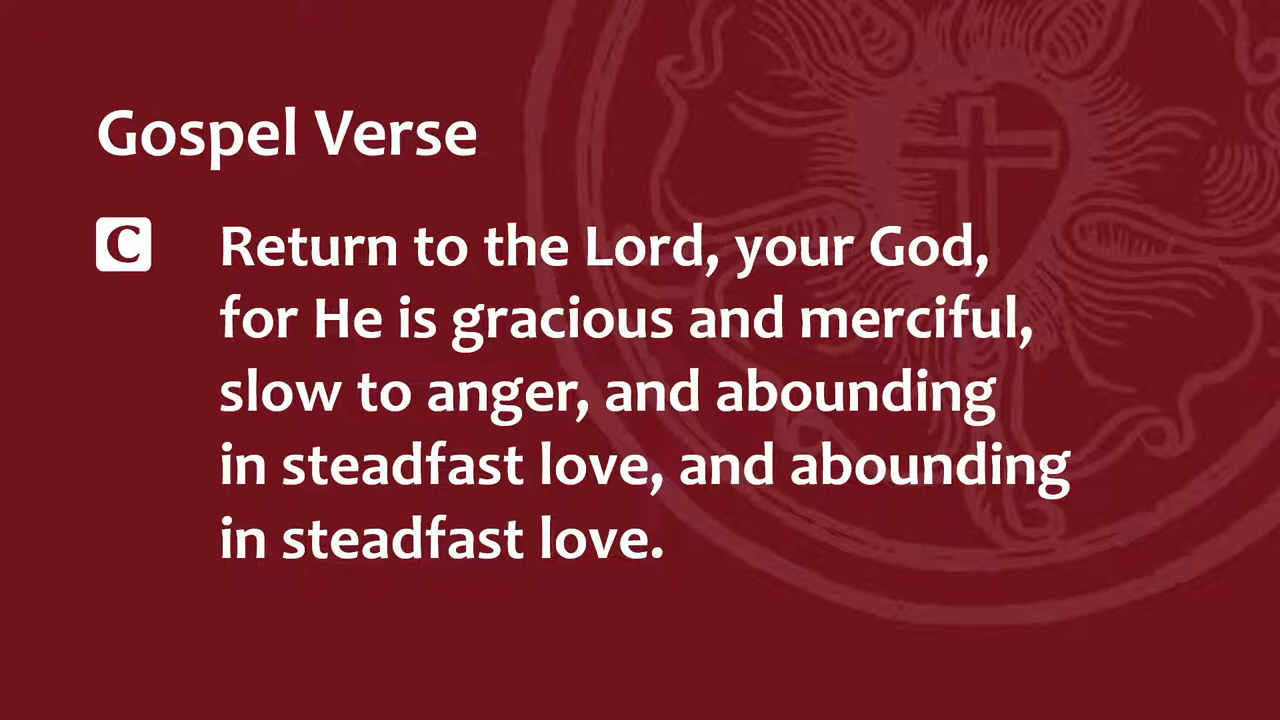 Gospel Verse
C Return to the Lord, your God,
for He is gracious and merciful,
slow to anger, and abounding
in steadfast love, and abounding
in steadfast love.